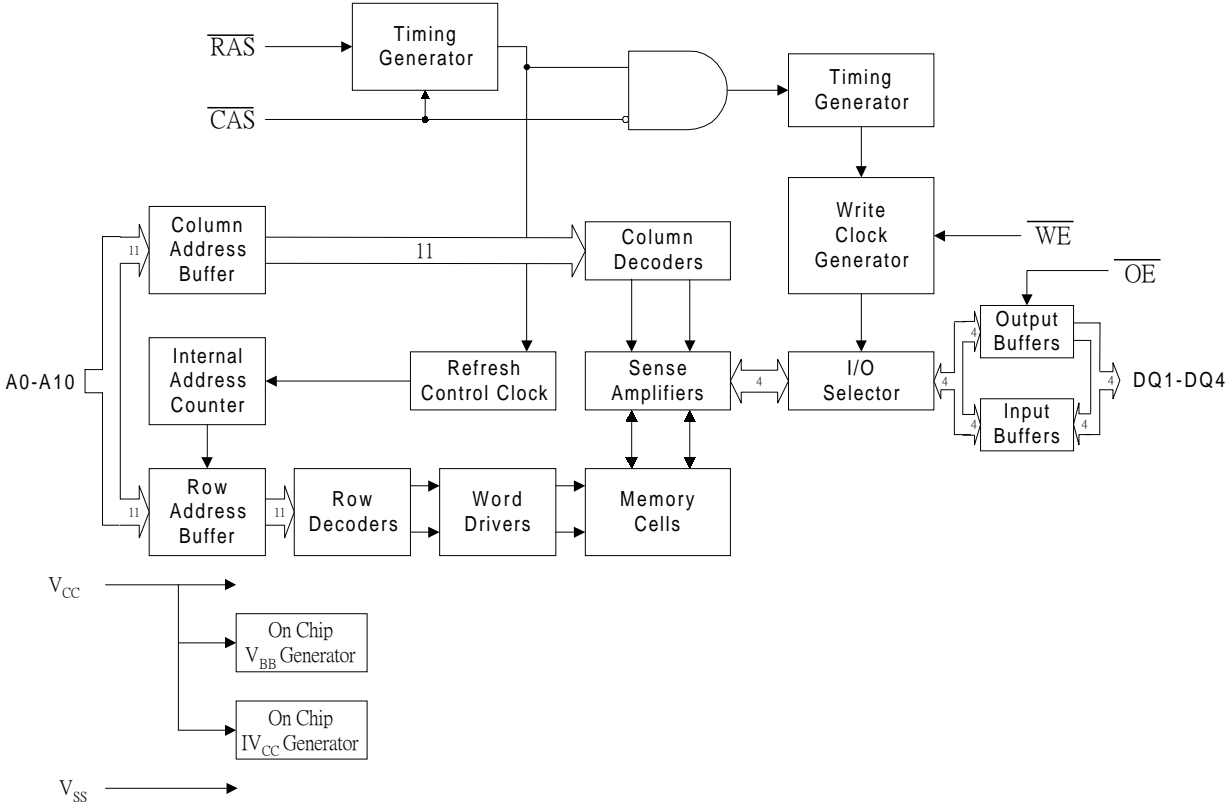 Timing
Generator
RAS
CAS
Timing
Generator
Write
Clock
Generator
WE
OE
Column
Address
Buffer
11
11
Column
Decoders
Output
Buffers
4
A0-A10
Internal
Address
Counter
Refresh
Control Clock
Sense
Amplifiers
4
I/O
Selector
4
4
DQ1-DQ4
Input
Buffers
4
4
Row
Address
Buffer
11
11
Row
Decoders
Word
Drivers
Memory
Cells
VCC
On Chip
VBB Generator
On Chip
IVCC Generator
VSS